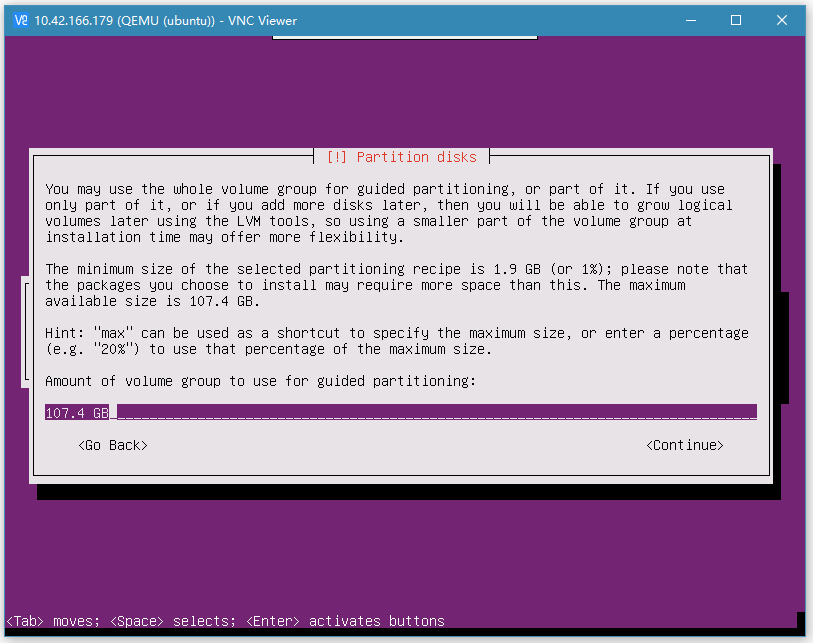 10.42.166.179 (QEMU (ubuntu)) - VNC Viewer
[!] Partition disks
You may use the whole volume group for guided partitioning, or part of it. If you use
only part of it, or if you add more disks later, then you will be able to grow logical
volumes later using the LVM tools, so using a smaller part of the volume group at
installation time may offer more flexibility.
The minimum size of the selected partitioning recipe is 1.9 GB (or 1%); please note that
the packages you choose to install may require more space than this. The maximum
available size is 107.4 GB.
Hint: "max" can be used as a shortcut to specify the maximum size, or enter a percentage
(e.g. "20%") to use that percentage of the maximum size.
Amount of volume group to use for guided partitioning:
107.4 GB
<Go Back> <Continue>
<Tab> moves; <Space> selects; <Enter> activates buttons